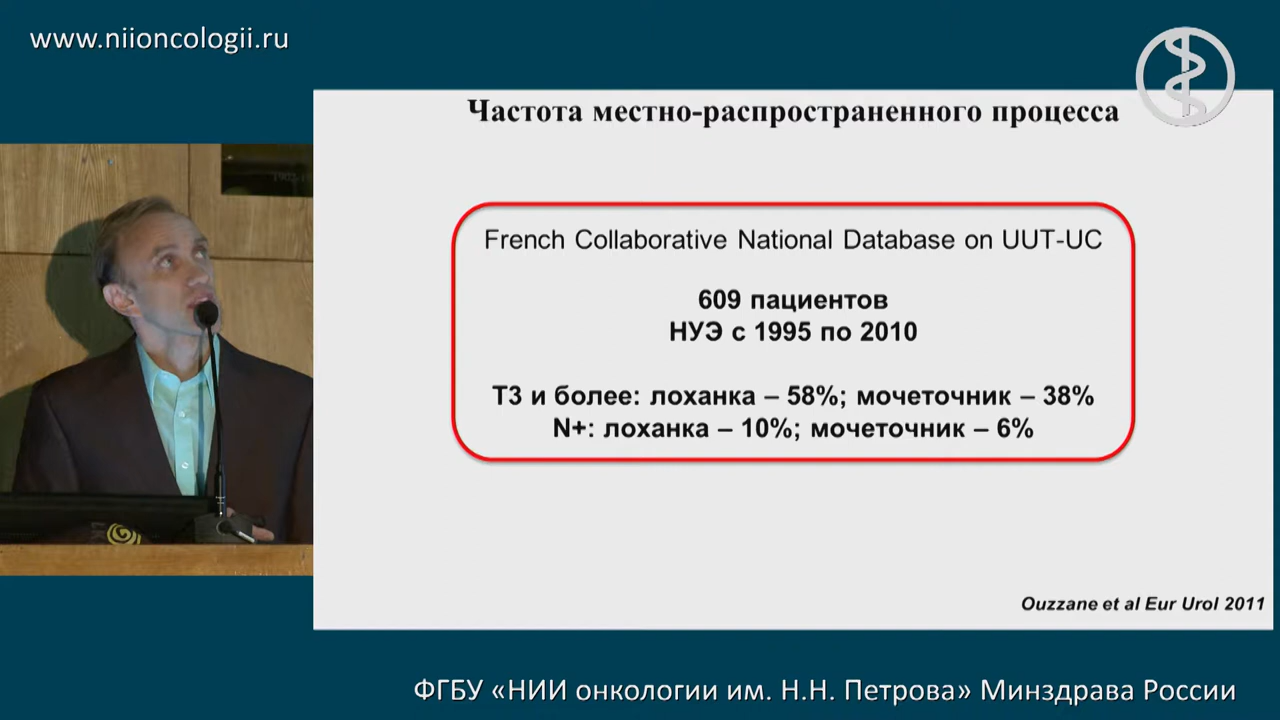 www.niioncologii.ru
Частота местно-распространенного процесса
French Collaborative National Database on UUT-UC
609 пациентов
НУЭ с 1995 по 2010
Т3 и более: лоханка – 58%; мочеточник – 38%
N+: лоханка – 10%; мочеточник – 6%
Ouzzane et al Eur Urol 2011
ФГБУ «НИИ онкологии им. Н.Н. Петрова» Минздрава России